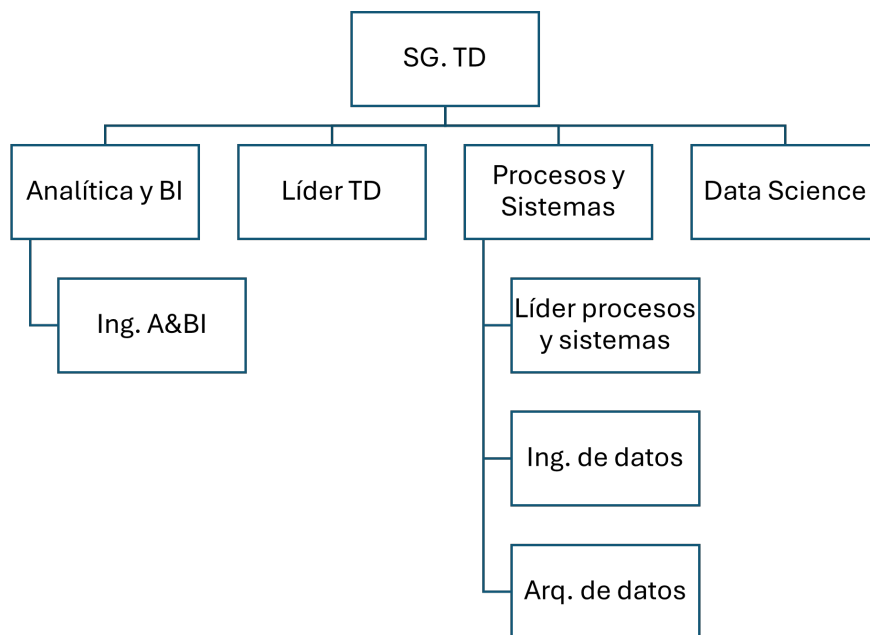 SG. TD
Analítica y BI
Líder TD
Procesos y
Sistemas
Data Science
Ing. A&BI
Líder procesos
y sistemas
Ing. de datos
Arq. de datos